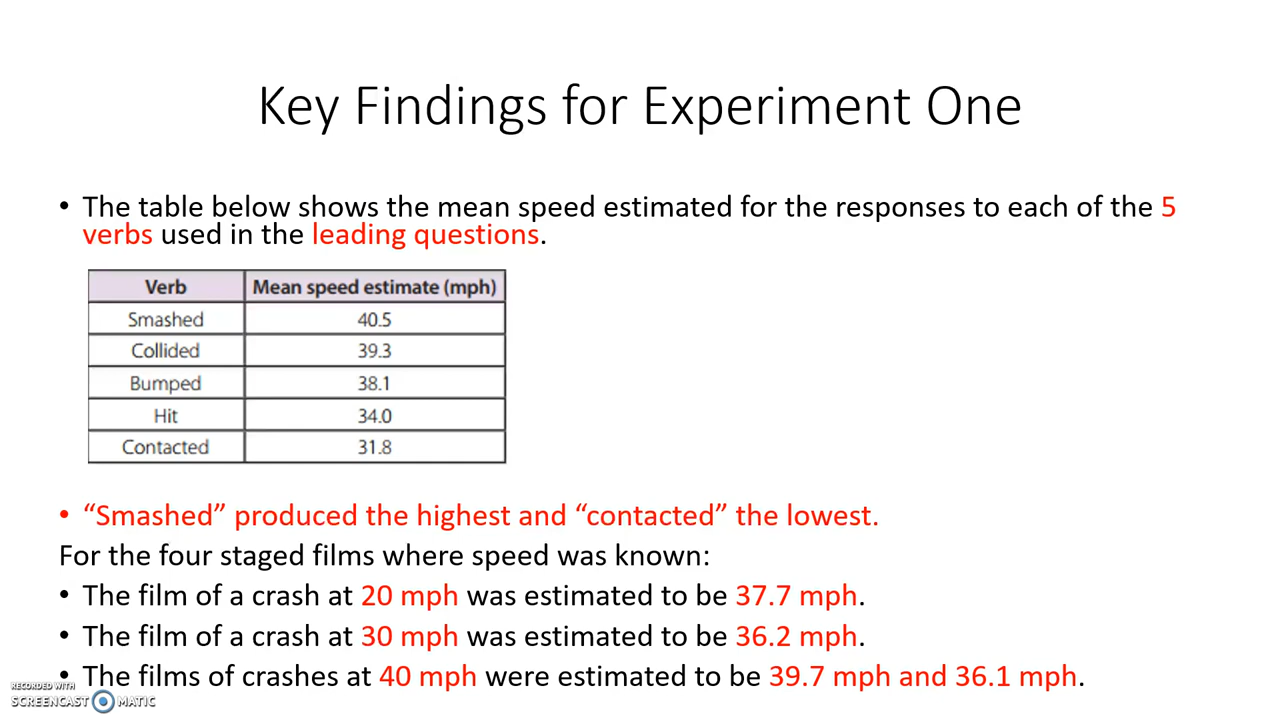 Key Findings for Experiment One
• The table below shows the mean speed estimated for the responses to each of the 5
verbs used in the leading questions.
Verb Mean speed estimate (mph)
Smashed 40.5
Collided 39.3
Bumped 38.1
Hit 34.0
Contacted 31.8
• “Smashed” produced the highest and “contacted” the lowest.
For the four staged films where speed was known:
• The film of a crash at 20 mph was estimated to be 37.7 mph.
• The film of a crash at 30 mph was estimated to be 36.2 mph.
• The films of crashes at 40 mph were estimated to be 39.7 mph and 36.1 mph.
RECORDED WITH
SCREENCAST MATIC